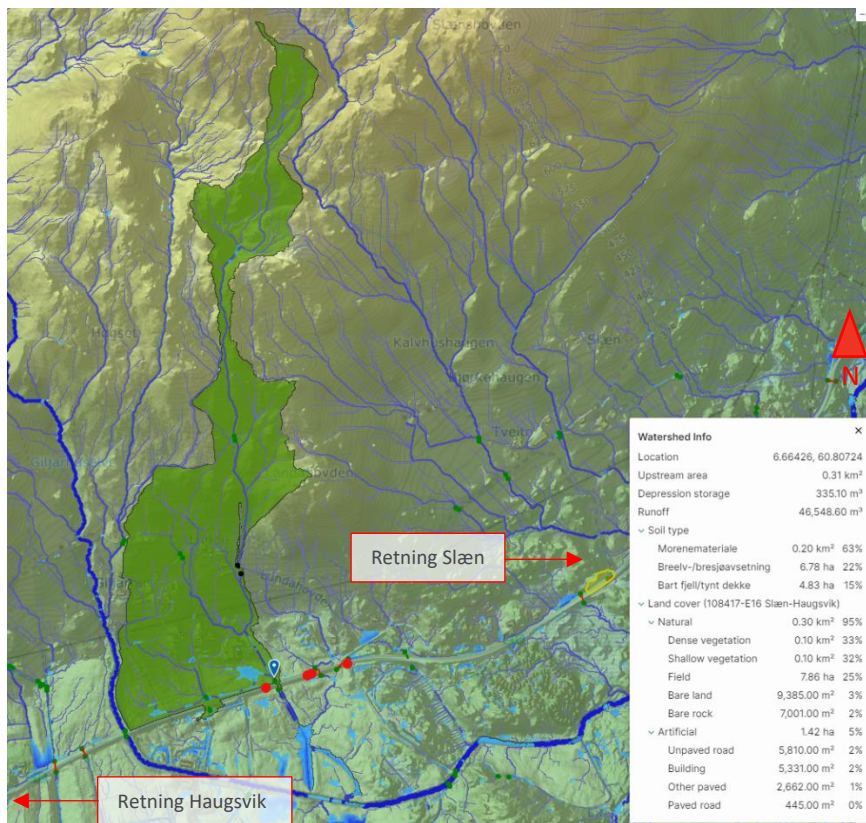 Slænshovden
750
Haugset
Kalvhushaugen
Slæn
Bjørkehaugen
Tveito
N
Retning Slæn
Retning Haugsvik
Watershed Info ×
Location 6.66426, 60.80724
Upstream area 0.31 km²
Depression storage 335.10 m³
Runoff 46,548.60 m³
Soil type
Morenemateriale 0.20 km² 63%
Breelv-/bresjøavsetning 6.78 ha 22%
Bart fjell/tynt dekke 4.83 ha 15%
Land cover (108417-E16 Slæn-Haugsvik)
Natural 0.30 km² 95%
Dense vegetation 0.10 km² 33%
Shallow vegetation 0.10 km² 32%
Field 7.86 ha 25%
Bare land 9,385.00 m² 3%
Bare rock 7,001.00 m² 2%
Artificial 1.42 ha 5%
Unpaved road 5,810.00 m² 2%
Building 5,331.00 m² 2%
Other paved 2,662.00 m² 1%
Paved road 445.00 m² 0%